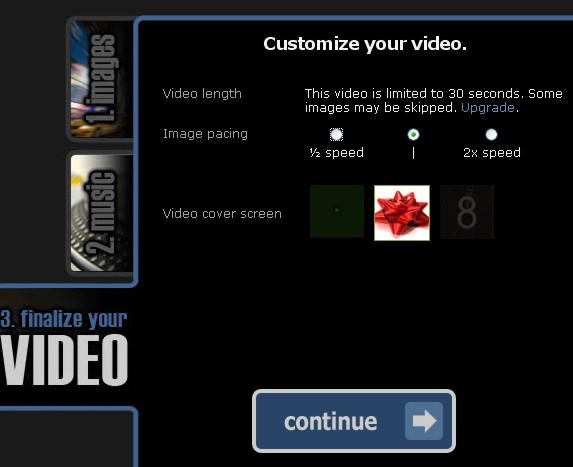 Customize your video.
1. images
Video length
This video is limited to 30 seconds. Some
images may be skipped. Upgrade.
Image pacing
½ speed
|
2x speed
2. music
Video cover screen
8
3. finalize your
VIDEO
continue